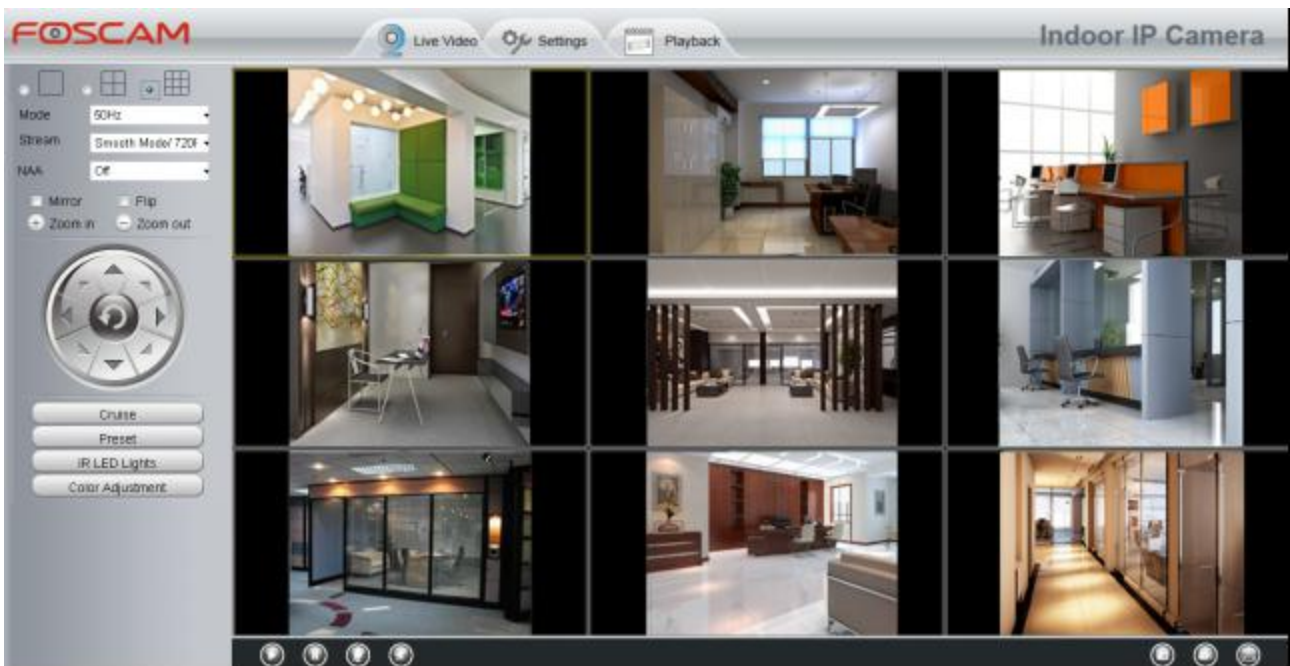 FOSCAM
Live Video
Settings
Playback
Indoor IP Camera
Mode
50Hz
Stream
Smooth Mode/ 720P
NAA
Off
Mirror
Flip
Zoom in
Zoom out
Cruise
Preset
IR LED Lights
Color Adjustment